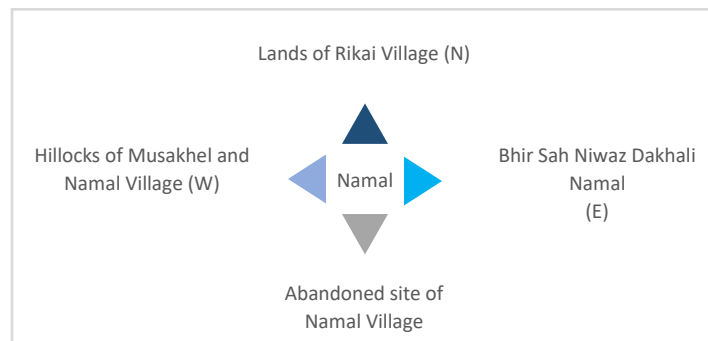 Lands of Rikai Village (N)
Hillocks of Musakhel and
Namal Village (W)
Namal
Bhir Sah Niwaz Dakhali
Namal
(E)
Abandoned site of
Namal Village